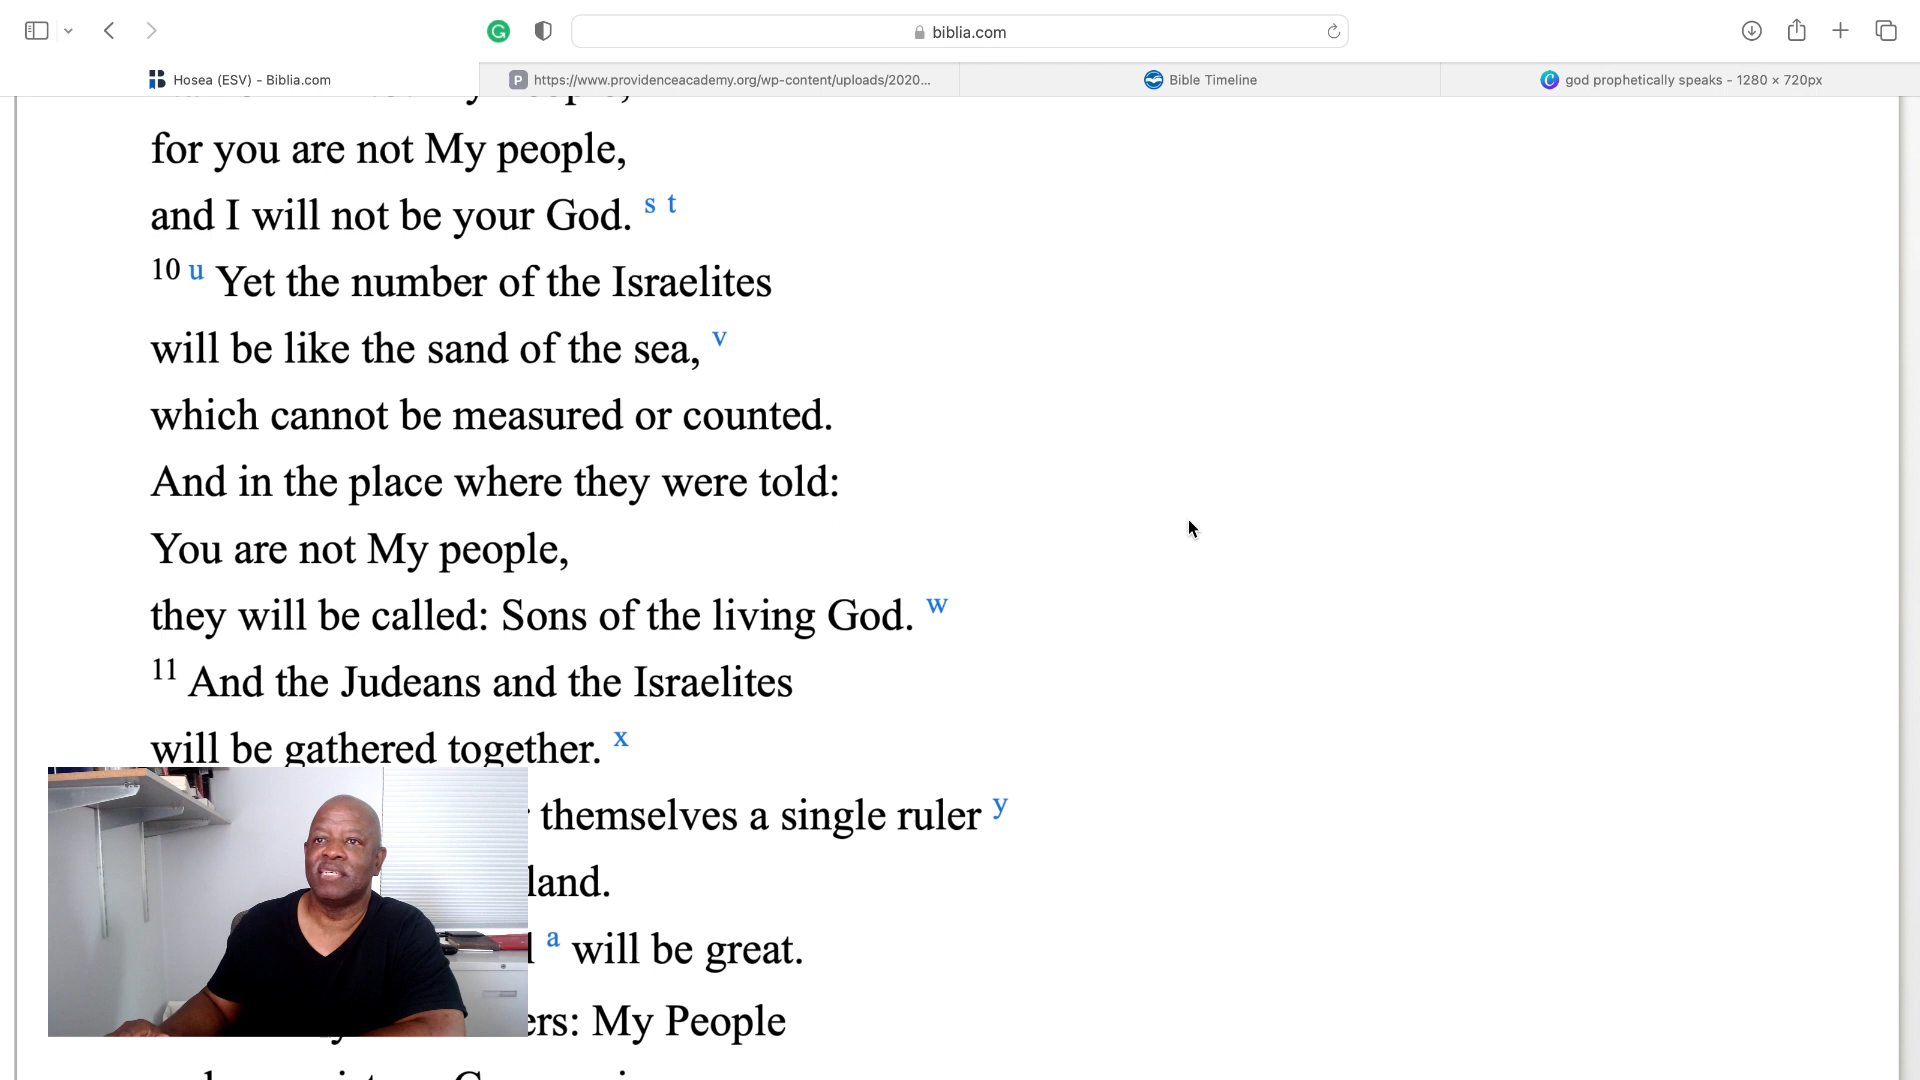 biblia.com
Hosea (ESV) - Biblia.com
https://www.providenceacademy.org/wp-content/uploads/2020...
Bible Timeline
god prophetically speaks - 1280 × 720px
for you are not My people,
and I will not be your God. s t
10 u Yet the number of the Israelites
will be like the sand of the sea, v
which cannot be measured or counted.
And in the place where they were told:
You are not My people,
they will be called: Sons of the living God. w
11 And the Judeans and the Israelites
will be gathered together. x
themselves a single ruler y
land.
a will be great.
ers: My People